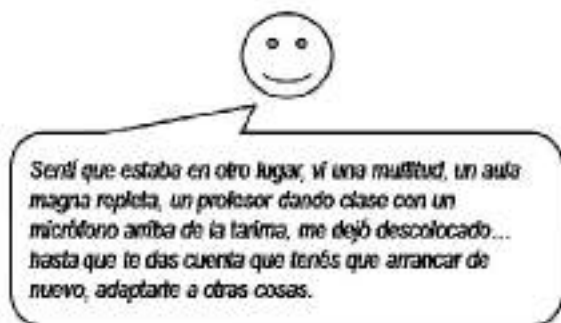 Sentí que estaba en otro lugar, ví una multitud, un aula
magna repleta, un profesor dando clase con un
micrófono arriba de la tarima, me dejó descolocado...
hasta que te das cuenta que tenés que arrancar de
nuevo, adaptarte a otras cosas.